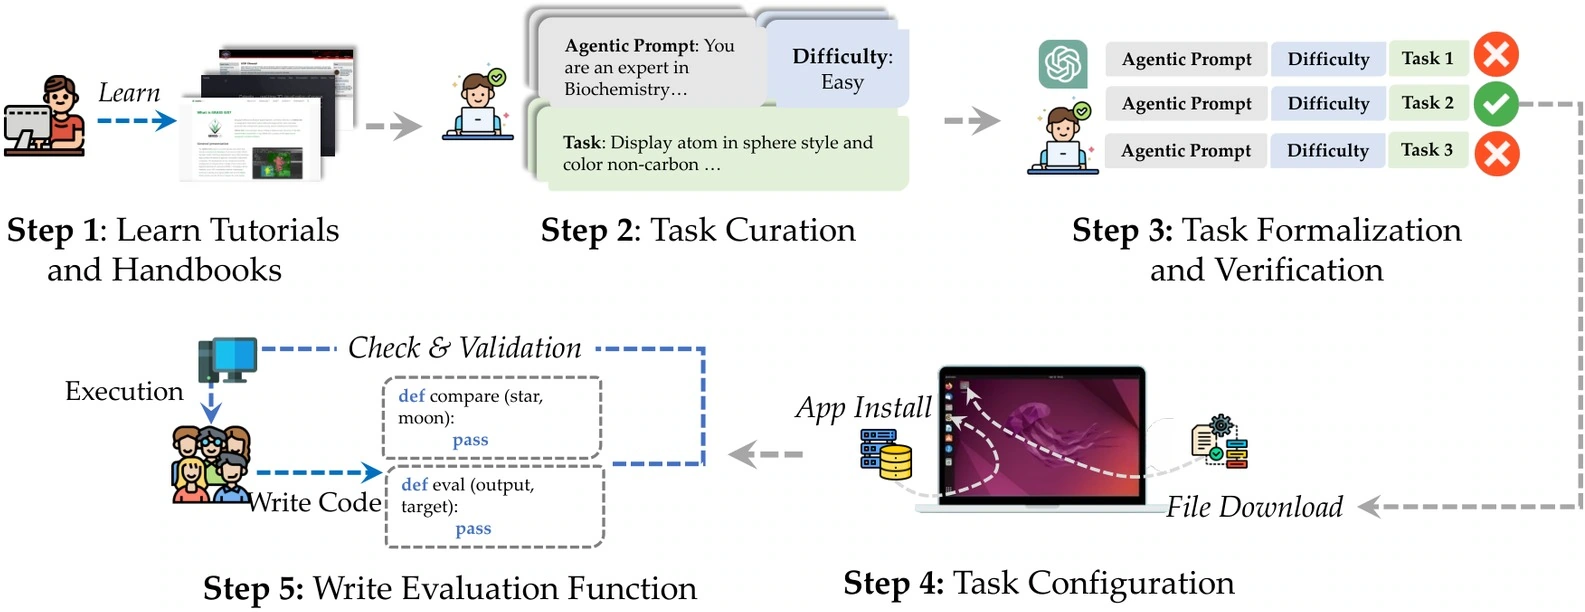 Learn
Step 1: Learn Tutorials
and Handbooks
Agentic Prompt: You
are an expert in
Biochemistry...
Difficulty:
Easy
Task: Display atom in sphere style and
color non-carbon ...
Step 2: Task Curation
Agentic Prompt Difficulty Task 1
Agentic Prompt Difficulty Task 2
Agentic Prompt Difficulty Task 3
Step 3: Task Formalization
and Verification
Check & Validation
Execution
def compare (star,
moon):
pass
Write Code
def eval (output,
target):
pass
Step 5: Write Evaluation Function
App Install
File Download
Step 4: Task Configuration